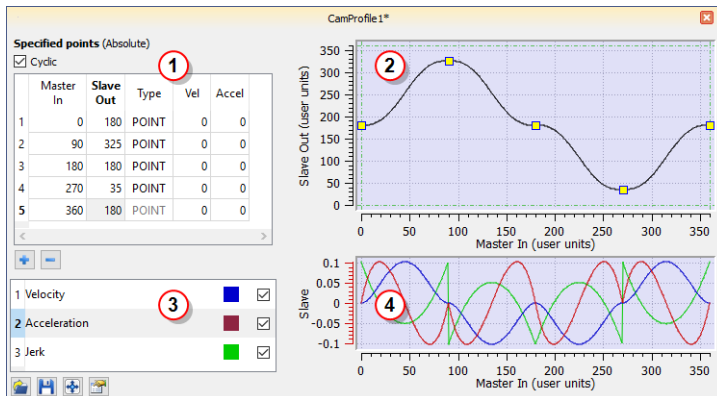 CamProfile1*
Specified points (Absolute)
Cyclic
1
Master In Slave Out Type Vel Accel
1 0 180 POINT 0 0
2 90 325 POINT 0 0
3 180 180 POINT 0 0
4 270 35 POINT 0 0
5 360 180 POINT 0 0
2
350
300
250
200
150
100
50
0
Slave Out (user units)
0 50 100 150 200 250 300 350
Master In (user units)
3
1 Velocity
2 Acceleration
3 Jerk
4
0.1
0.05
0
-0.05
-0.1
Slave
0 50 100 150 200 250 300 350
Master In (user units)